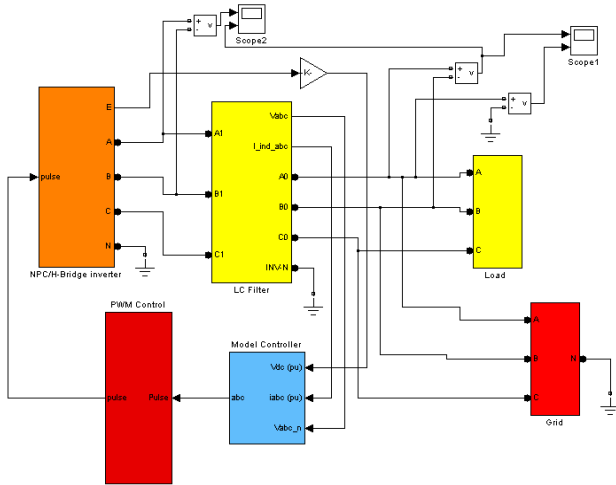 +
-
v
Scope2
+
-
v
Scope1
+
-
v
-K-
E
A
B
C
N
pulse
NPC/H-Bridge inverter
A1
B1
C1
Vabc
I_ind_abc
A0
B0
C0
INV-N
LC Filter
A
B
C
Load
PWM Control
pulse
Pulse
Model Controller
abc
Vdc (pu)
iabc (pu)
Vabc_n
A
B
C
N
Grid